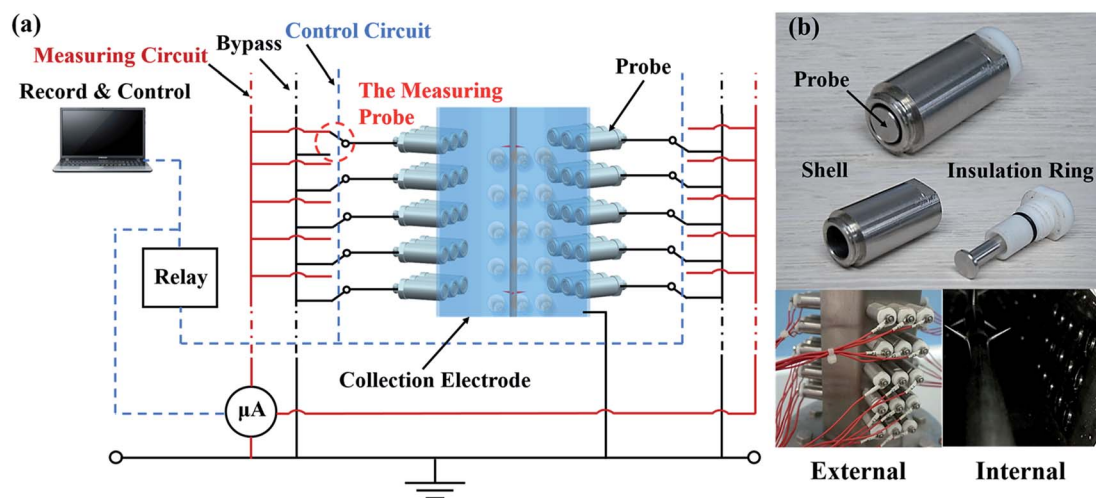 (a)
Measuring Circuit
Bypass
Control Circuit
Record & Control
The Measuring
Probe
Probe
Relay
Collection Electrode
μA
(b)
Probe
Shell
Insulation Ring
External
Internal